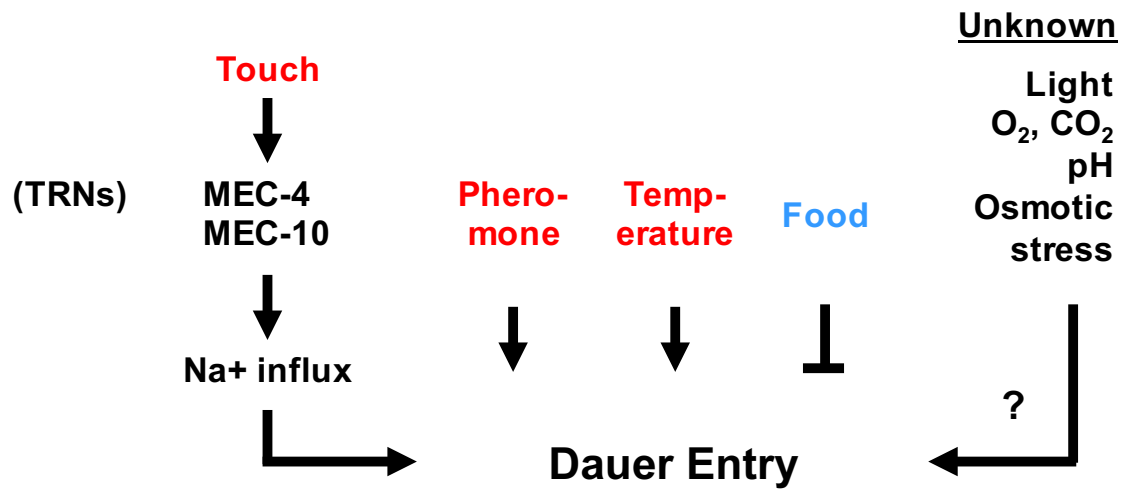 Unknown
Touch
Light
O₂, CO₂
pH
Osmotic
stress
(TRNs)
MEC-4
MEC-10
Phero-
mone
Temp-
erature
Food
Na+ influx
?
Dauer Entry